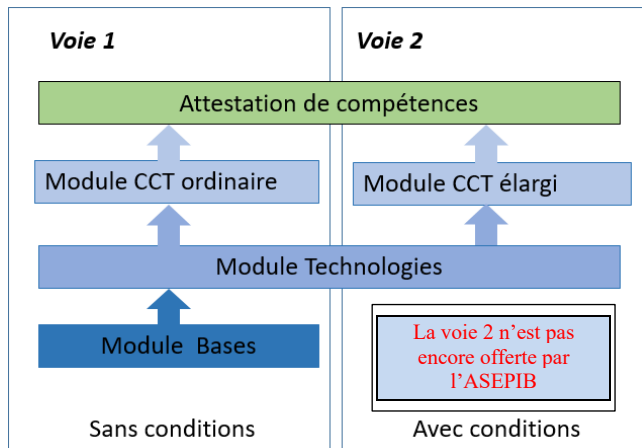 Voie 1
Voie 2
Attestation de compétences
Module CCT ordinaire
Module CCT élargi
Module Technologies
Module Bases
La voie 2 n'est pas
encore offerte par
l'ASEPIB
Sans conditions
Avec conditions